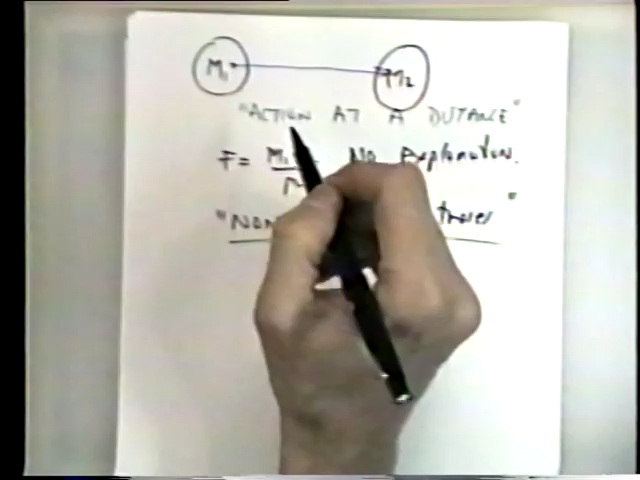 M1 M2
"ACTION AT A DISTANCE"
F = M1 No Explanation.
"NON